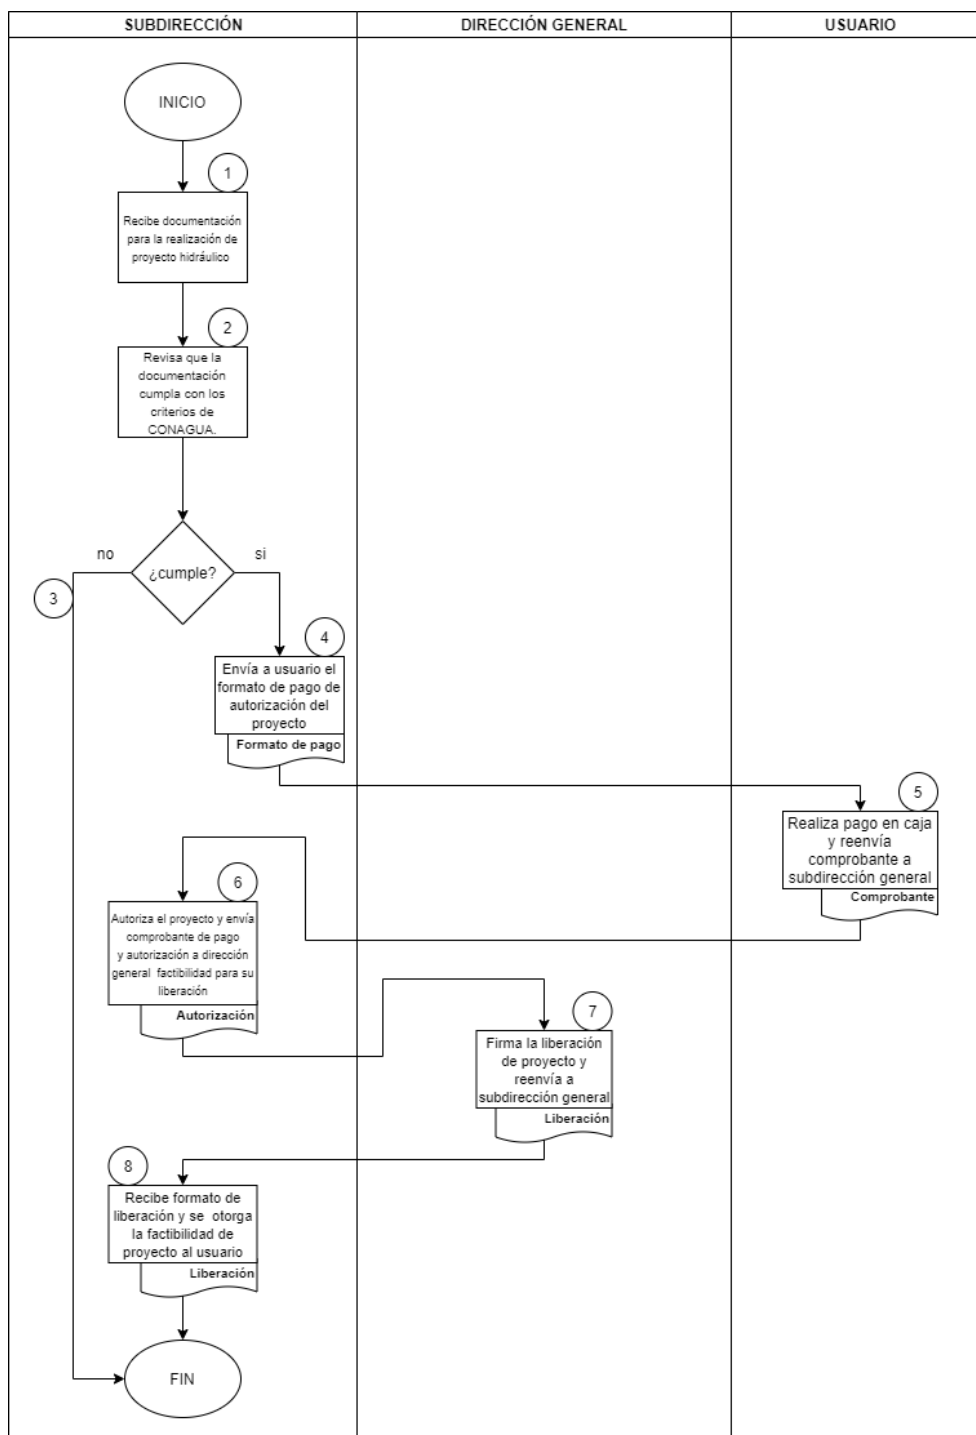 SUBDIRECCIÓN
DIRECCIÓN GENERAL
USUARIO
INICIO
1
Recibe documentación
para la realización de
proyecto hidráulico
2
Revisa que la
documentación
cumpla con los
criterios de
CONAGUA.
no
si
¿cumple?
3
4
Envía a usuario el
formato de pago de
autorización del
proyecto
Formato de pago
5
Realiza pago en caja
y reenvía
comprobante a
subdirección general
Comprobante
6
Autoriza el proyecto y envía
comprobante de pago
y autorización a dirección
general factibilidad para su
liberación
Autorización
7
Firma la liberación
de proyecto y
reenvía a
subdirección general
Liberación
8
Recibe formato de
liberación y se otorga
la factibilidad de
proyecto al usuario
Liberación
FIN